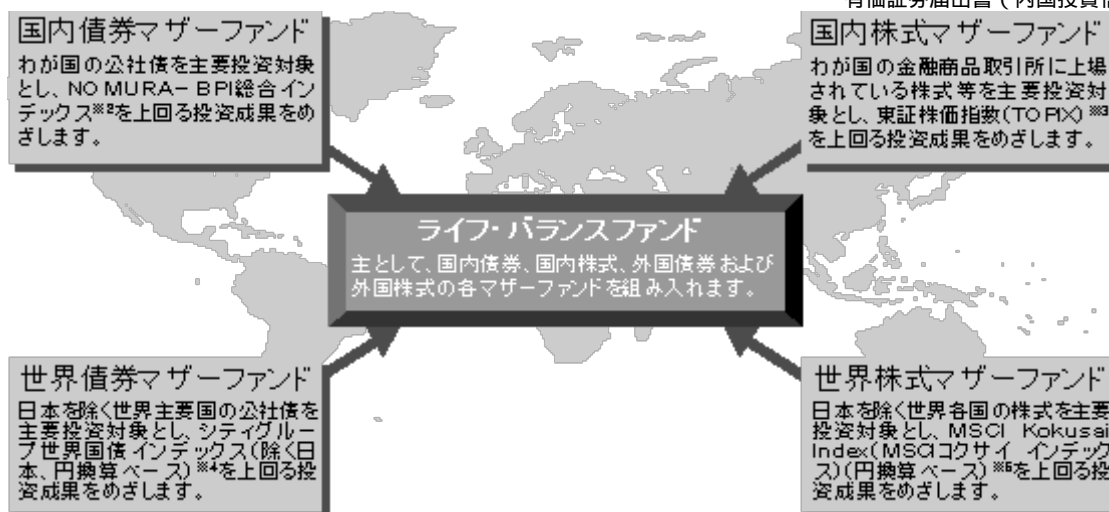 有価証券届出書(内国投資信
国内債券マザーファンド
わが国の公社債を主要投資対象
とし、NOMURA-BPI総合イン
デックス※2を上回る投資成果をめ
ざします。
国内株式マザーファンド
わが国の金融商品取引所に上場
されている株式等を主要投資対
象とし、東証株価指数(TOPIX)※3
を上回る投資成果をめざします。
ライフ・バランスファンド
主として、国内債券、国内株式、外国債券および
外国株式の各マザーファンドを組み入れます。
世界債券マザーファンド
日本を除く世界主要国の公社債を
主要投資対象とし、シティグルー
プ世界国債インデックス(除く日
本、円換算ベース)※4を上回る投
資成果をめざします。
世界株式マザーファンド
日本を除く世界各国の株式を主要
投資対象とし、MSCI Kokusai
Index(MSCIコクサイ インデック
ス)(円換算ベース)※5を上回る投
資成果をめざします。